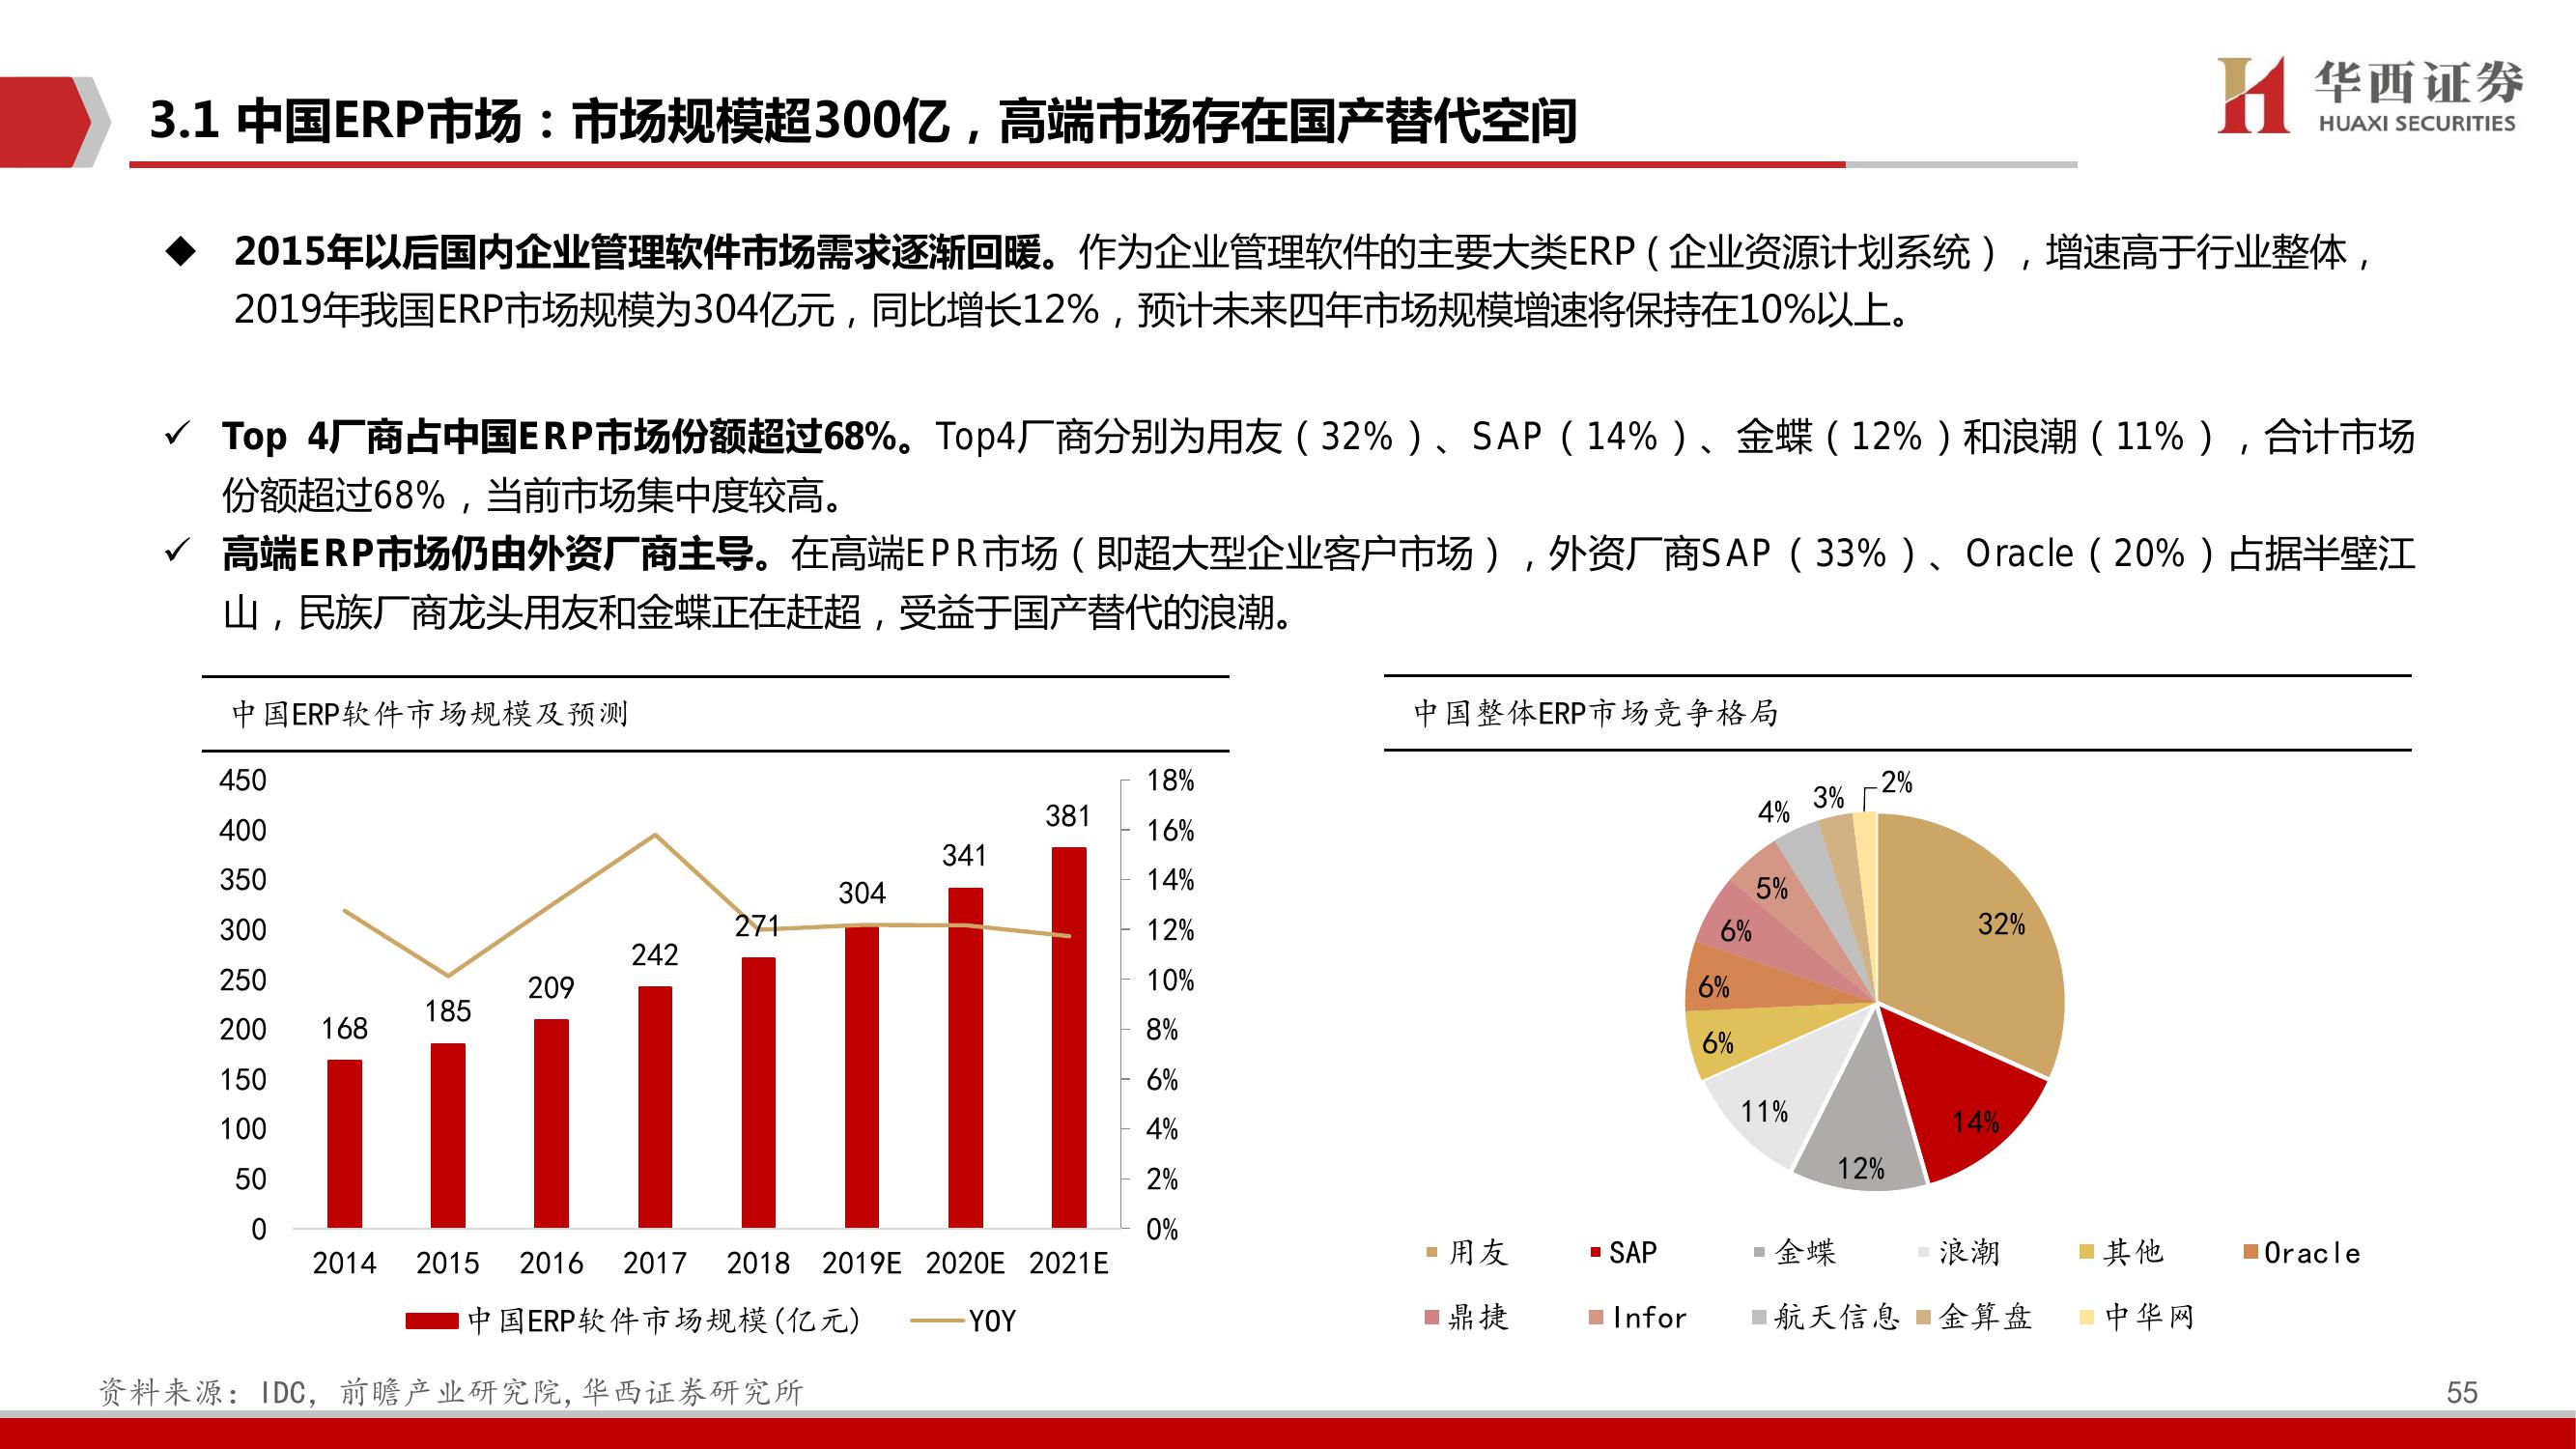 3.1 中国ERP市场：市场规模超300亿，高端市场存在国产替代空间
华西证券
HUAXI SECURITIES
◆ 2015年以后国内企业管理软件市场需求逐渐回暖。作为企业管理软件的主要大类ERP（企业资源计划系统），增速高于行业整体，
2019年我国ERP市场规模为304亿元，同比增长12%，预计未来四年市场规模增速将保持在10%以上。
✓ Top 4厂商占中国ERP市场份额超过68%。Top4厂商分别为用友（32%）、SAP（14%）、金蝶（12%）和浪潮（11%），合计市场
份额超过68%，当前市场集中度较高。
✓ 高端ERP市场仍由外资厂商主导。在高端EPR市场（即超大型企业客户市场），外资厂商SAP（33%）、Oracle（20%）占据半壁江
山，民族厂商龙头用友和金蝶正在赶超，受益于国产替代的浪潮。
中国ERP软件市场规模及预测
450
400
350
300
250
200
150
100
50
0
168
185
209
242
271
304
341
381
18%
16%
14%
12%
10%
8%
6%
4%
2%
0%
2014 2015 2016 2017 2018 2019E 2020E 2021E
中国ERP软件市场规模(亿元) YOY
中国整体ERP市场竞争格局
32%
14%
12%
11%
6%
6%
6%
5%
4%
3%
2%
用友 SAP 金蝶 浪潮 其他 Oracle
鼎捷 Infor 航天信息 金算盘 中华网
资料来源：IDC，前瞻产业研究院,华西证券研究所
55